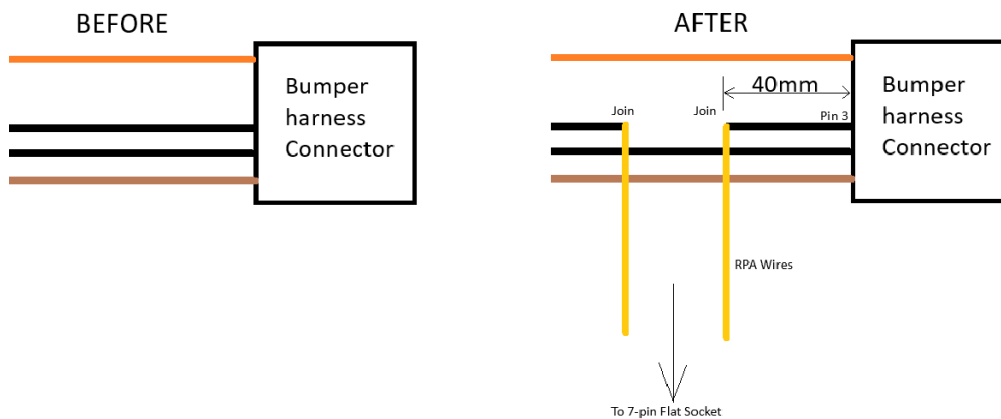 BEFORE
Bumper
harness
Connector
AFTER
40mm
Join
Join
Pin 3
Bumper
harness
Connector
RPA Wires
To 7-pin Flat Socket